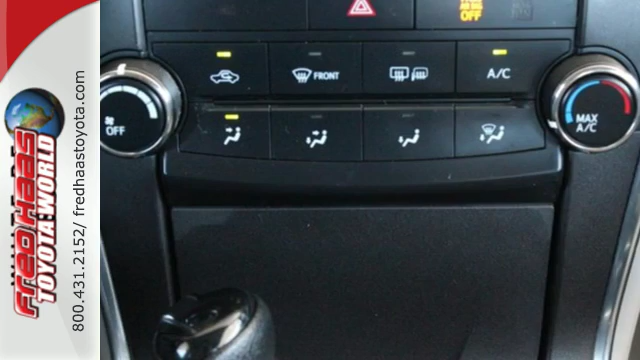 OFF
FRONT
A/C
OFF
MAX
A/C
Fred Haas
TOYOTA WORLD
800.431.2152/ fredhaastoyota.com